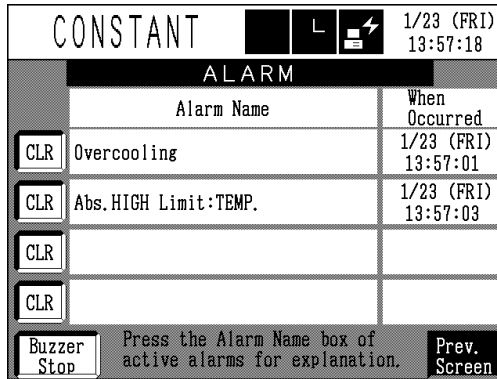 CONSTANT
1/23 (FRI)
13:57:18
ALARM
Alarm Name
When
Occurred
CLR
Overcooling
1/23 (FRI)
13:57:01
CLR
Abs.HIGH Limit:TEMP.
1/23 (FRI)
13:57:03
CLR
CLR
Buzzer
Stop
Press the Alarm Name box of
active alarms for explanation.
Prev.
Screen